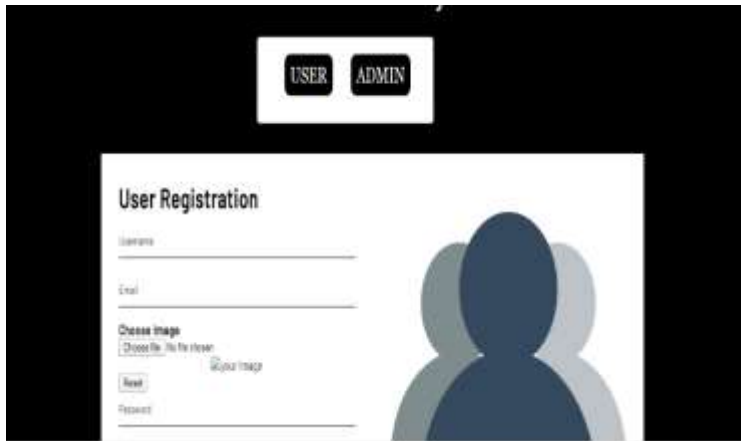 USER ADMIN
User Registration
Username
Email
Choose Image
Choose file No file chosen
your image
Reset
Password